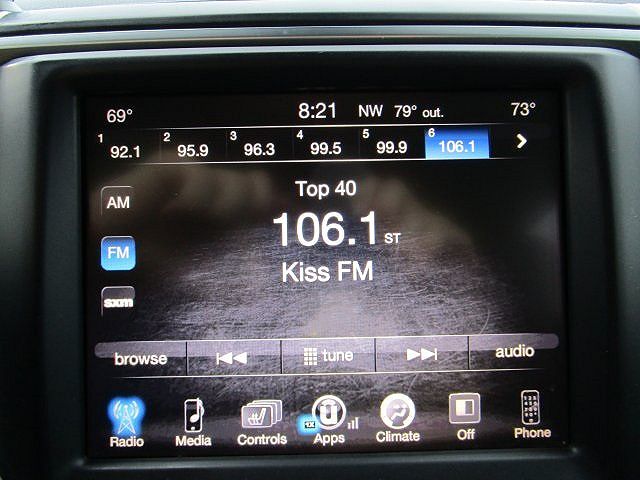 69° 8:21 NW 79° out. 73°
1 92.1 2 95.9 3 96.3 4 99.5 5 99.9 6 106.1
Top 40
AM
106.1 ST
FM
Kiss FM
sxm
browse tune audio
Radio Media Controls Apps Climate Off Phone